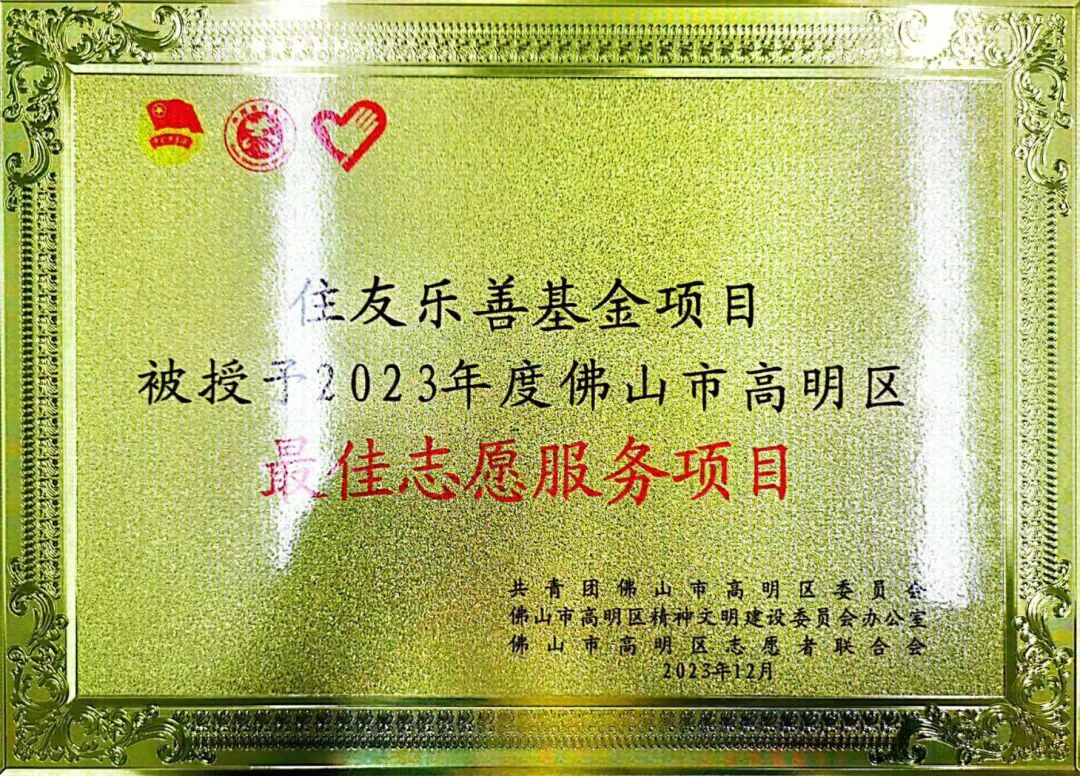 住友乐善基金项目
被授予2023年度佛山市高明区
最佳志愿服务项目
共青团佛山市高明区委员会
佛山市高明区精神文明建设委员会办公室
佛山市高明区志愿者联合会
2023年12月